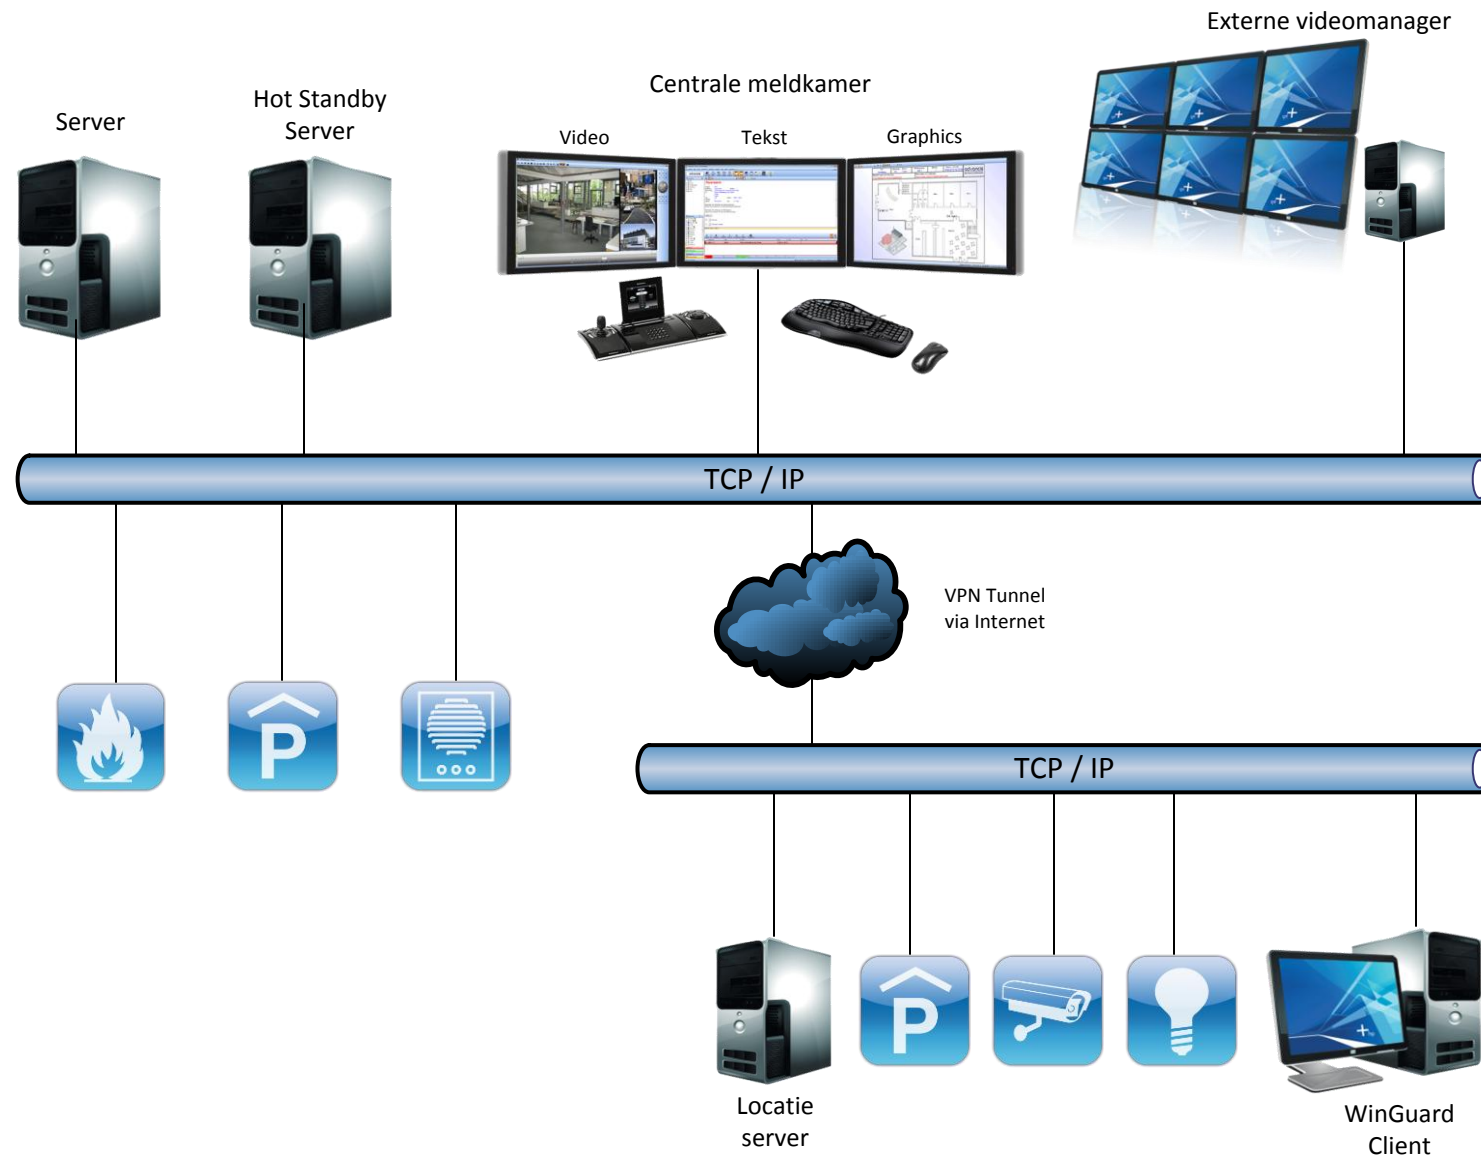 Externe videomanager
Centrale meldkamer
Hot Standby
Server
Server
Video
Tekst
Graphics
TCP / IP
VPN Tunnel
via Internet
P
TCP / IP
P
Locatie
server
WinGuard
Client